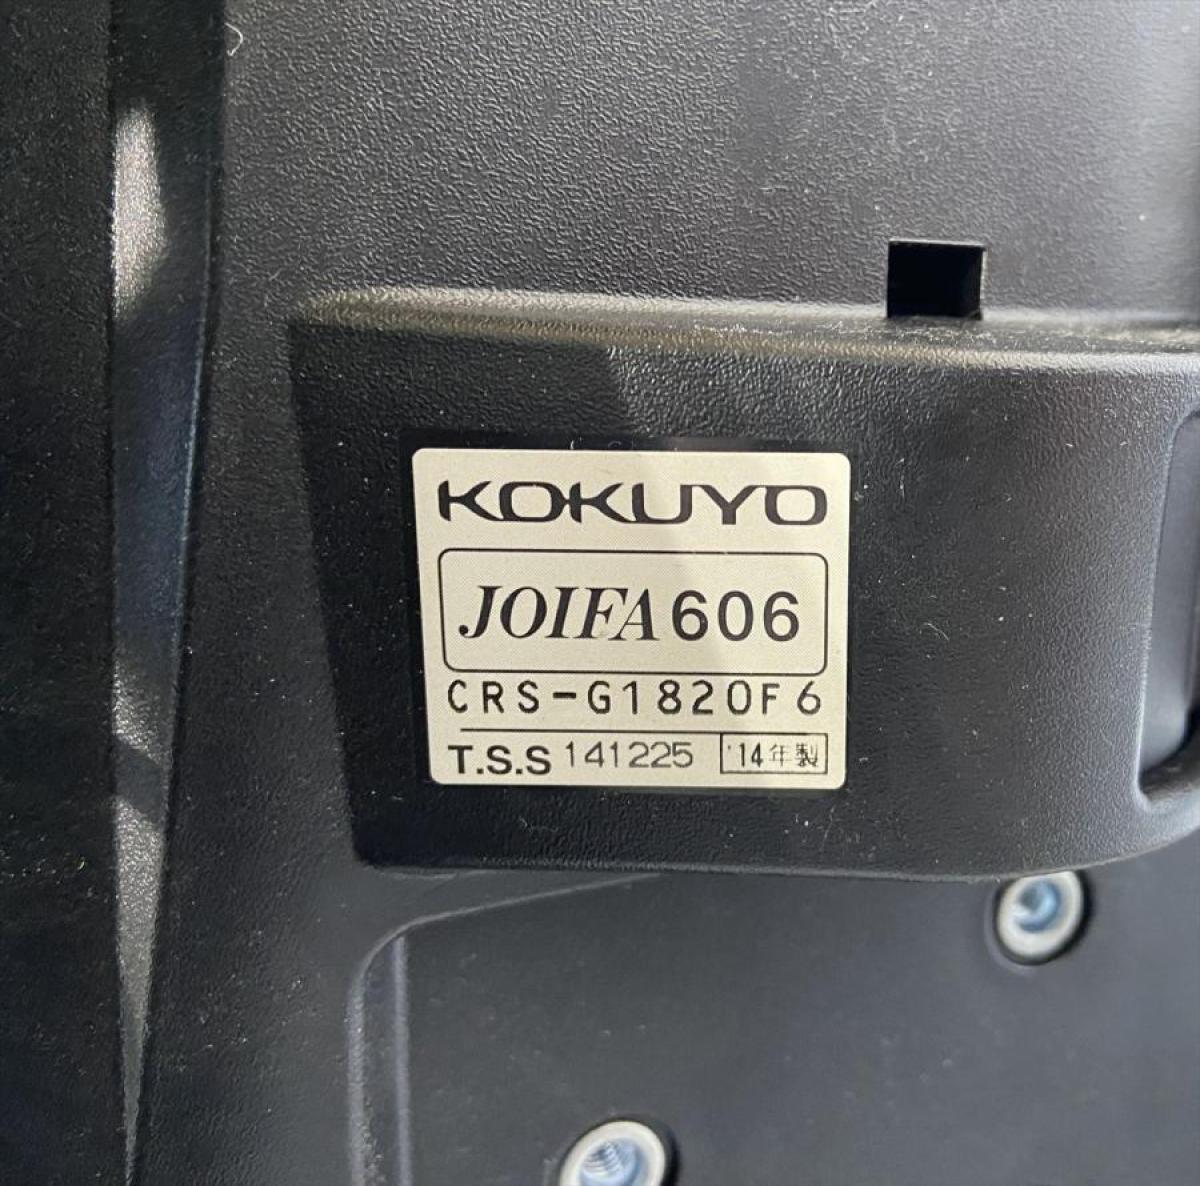 KOKUYO
JOIFA 606
CRS-G1820F6
T.S.S 141225 '14年製